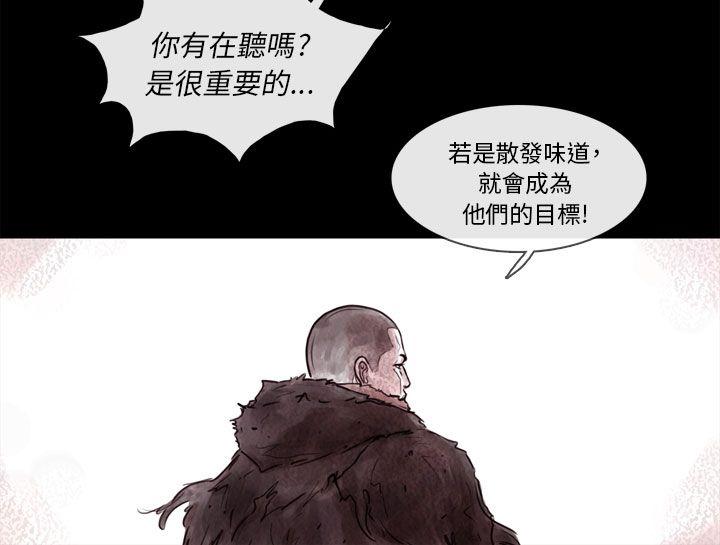 你有在聽嗎?
是很重要的...
若是散發味道,
就會成為
他們的目標!